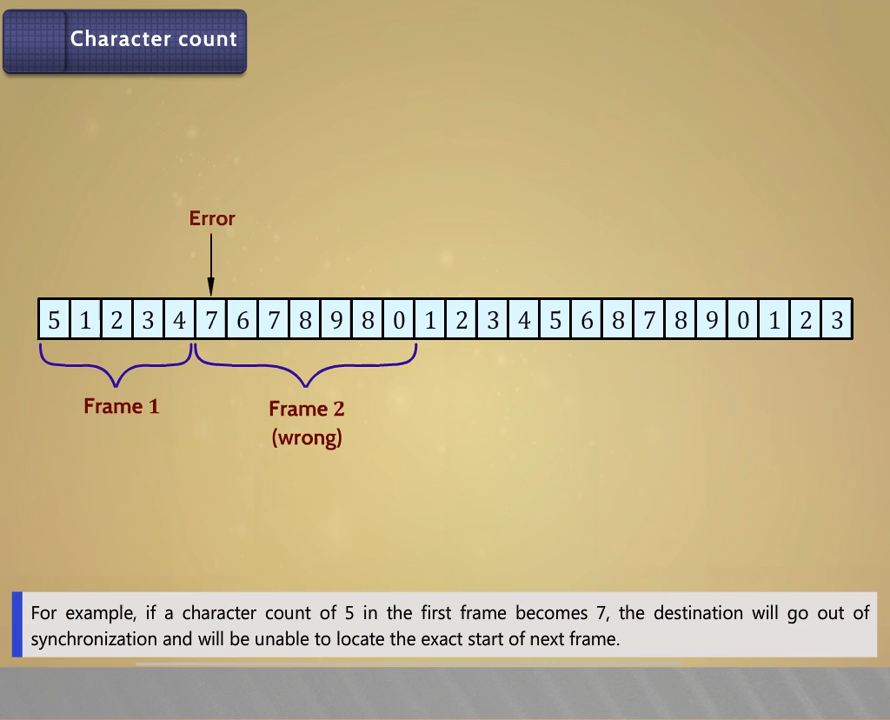 Character count
Error
5 1 2 3 4 7 6 7 8 9 8 0 1 2 3 4 5 6 8 7 8 9 0 1 2 3
Frame 1
Frame 2
(wrong)
For example, if a character count of 5 in the first frame becomes 7, the destination will go out of
synchronization and will be unable to locate the exact start of next frame.